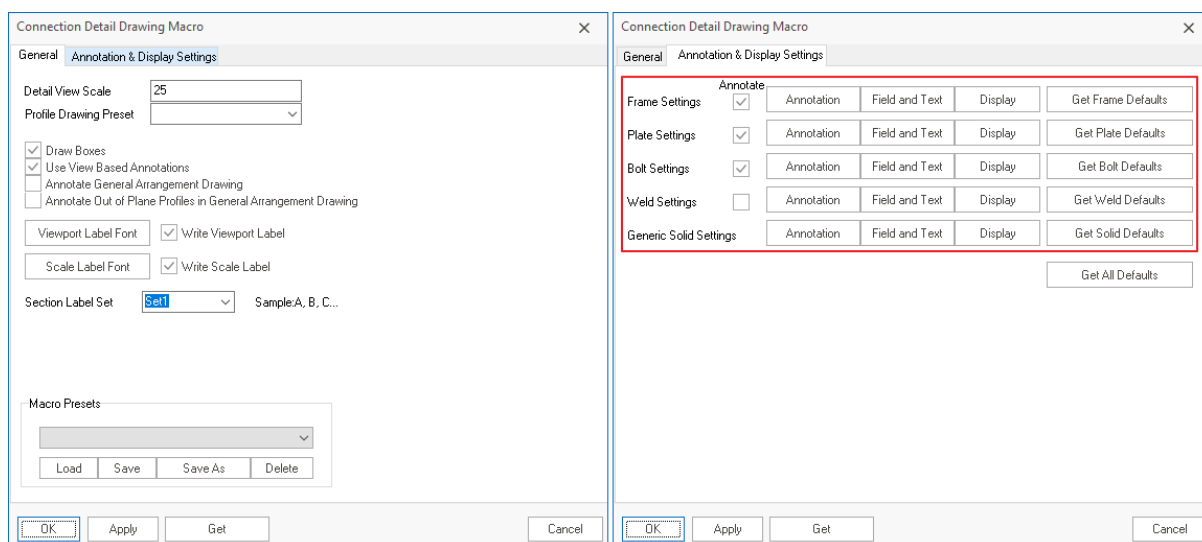 Connection Detail Drawing Macro
General Annotation & Display Settings
Detail View Scale 25
Profile Drawing Preset
Draw Boxes
Use View Based Annotations
Annotate General Arrangement Drawing
Annotate Out of Plane Profiles in General Arrangement Drawing
Viewport Label Font Write Viewport Label
Scale Label Font Write Scale Label
Section Label Set Set1 Sample:A, B, C...
Macro Presets
Load Save Save As Delete
OK Apply Get Cancel
Connection Detail Drawing Macro
General Annotation & Display Settings
Annotate
Frame Settings Annotation Field and Text Display Get Frame Defaults
Plate Settings Annotation Field and Text Display Get Plate Defaults
Bolt Settings Annotation Field and Text Display Get Bolt Defaults
Weld Settings Annotation Field and Text Display Get Weld Defaults
Generic Solid Settings Annotation Field and Text Display Get Solid Defaults
Get All Defaults
OK Apply Get Cancel